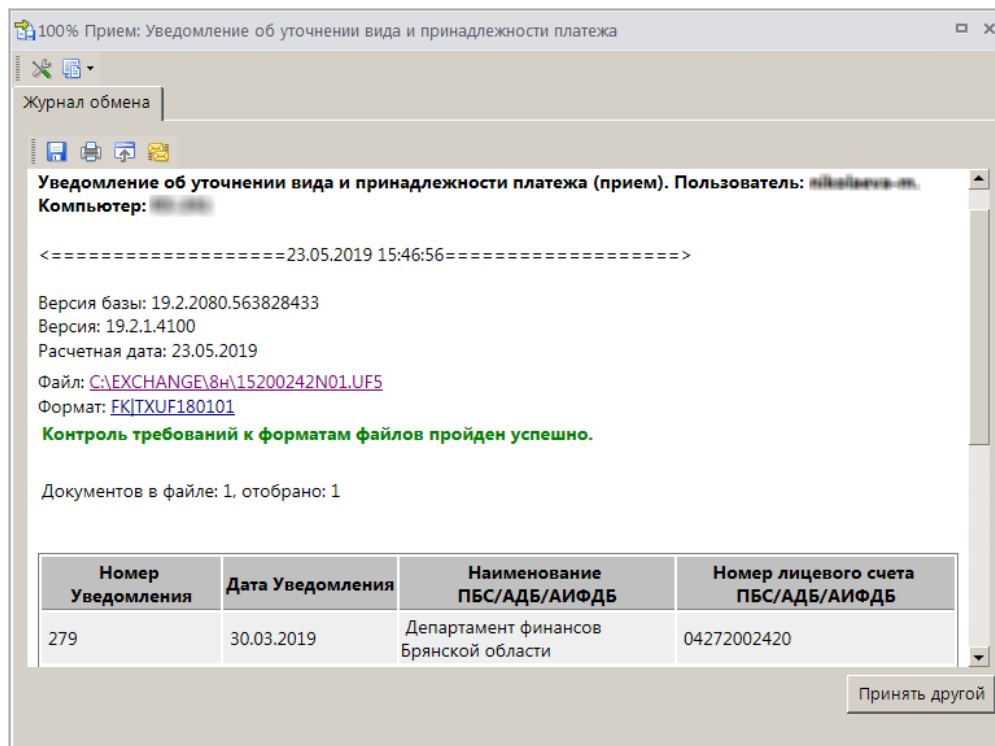 100% Прием: Уведомление об уточнении вида и принадлежности платежа
Журнал обмена
Уведомление об уточнении вида и принадлежности платежа (прием). Пользователь:
Компьютер:
<===================23.05.2019 15:46:56===================>
Версия базы: 19.2.2080.563828433
Версия: 19.2.1.4100
Расчетная дата: 23.05.2019
Файл: C:\EXCHANGE\8н\15200242N01.UF5
Формат: FK|TXUF180101
Контроль требований к форматам файлов пройден успешно.
Документов в файле: 1, отобрано: 1
Номер Уведомления Дата Уведомления Наименование ПБС/АДБ/АИФДБ Номер лицевого счета ПБС/АДБ/АИФДБ
279 30.03.2019 Департамент финансов Брянской области 04272002420
Принять другой